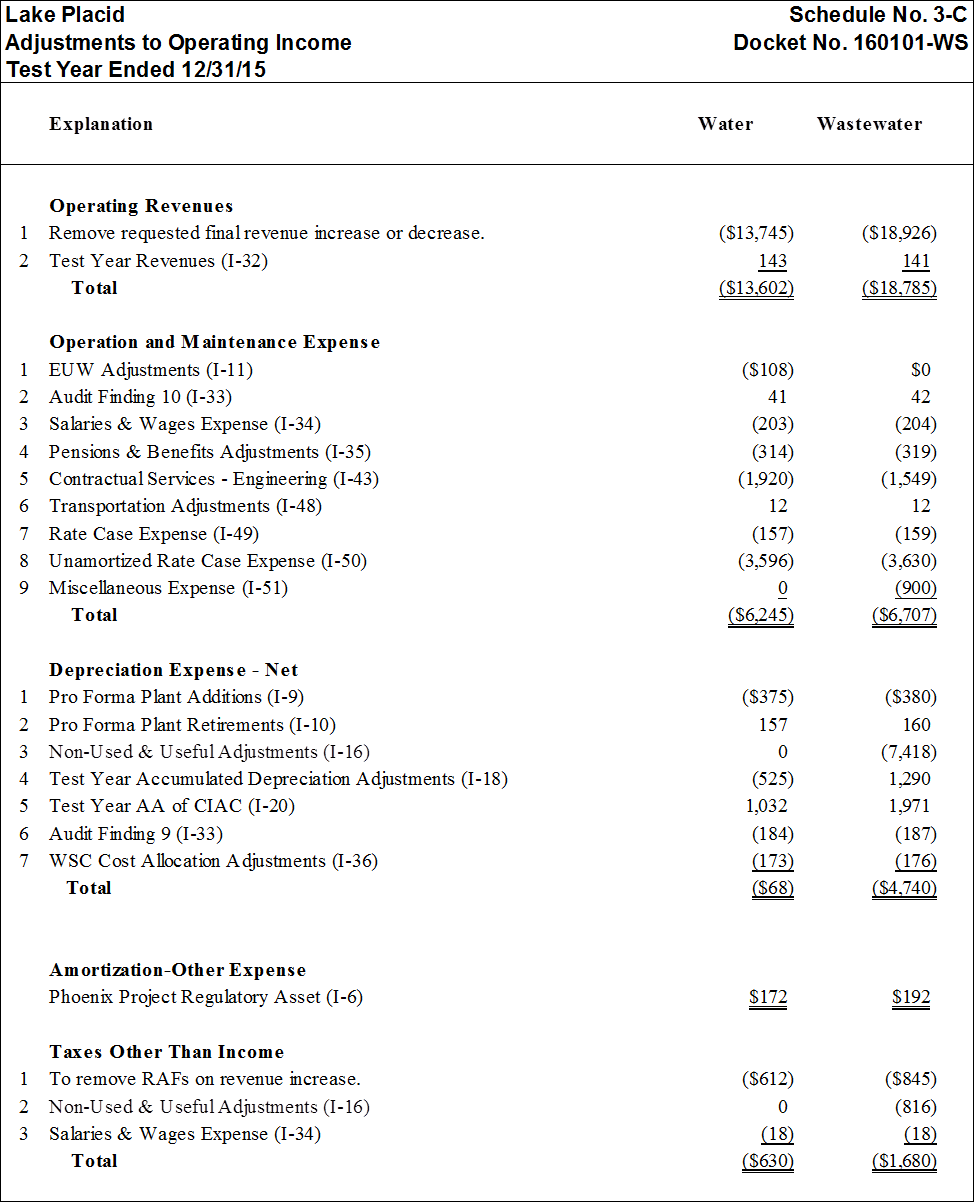 Lake Placid Schedule No. 3-C
Adjustments to Operating Income Docket No. 160101-WS
Test Year Ended 12/31/15
Explanation Water Wastewater
Operating Revenues
1 Remove requested final revenue increase or decrease. ($13,745) ($18,926)
2 Test Year Revenues (I-32) 143 141
Total ($13,602) ($18,785)
Operation and Maintenance Expense
1 EUW Adjustments (I-11) ($108) $0
2 Audit Finding 10 (I-33) 41 42
3 Salaries & Wages Expense (I-34) (203) (204)
4 Pensions & Benefits Adjustments (I-35) (314) (319)
5 Contractual Services - Engineering (I-43) (1,920) (1,549)
6 Transportation Adjustments (I-48) 12 12
7 Rate Case Expense (I-49) (157) (159)
8 Unamortized Rate Case Expense (I-50) (3,596) (3,630)
9 Miscellaneous Expense (I-51) 0 (900)
Total ($6,245) ($6,707)
Depreciation Expense - Net
1 Pro Forma Plant Additions (I-9) ($375) ($380)
2 Pro Forma Plant Retirements (I-10) 157 160
3 Non-Used & Useful Adjustments (I-16) 0 (7,418)
4 Test Year Accumulated Depreciation Adjustments (I-18) (525) 1,290
5 Test Year AA of CIAC (I-20) 1,032 1,971
6 Audit Finding 9 (I-33) (184) (187)
7 WSC Cost Allocation Adjustments (I-36) (173) (176)
Total ($68) ($4,740)
Amortization-Other Expense
Phoenix Project Regulatory Asset (I-6) $172 $192
Taxes Other Than Income
1 To remove RAFs on revenue increase. ($612) ($845)
2 Non-Used & Useful Adjustments (I-16) 0 (816)
3 Salaries & Wages Expense (I-34) (18) (18)
Total ($630) ($1,680)